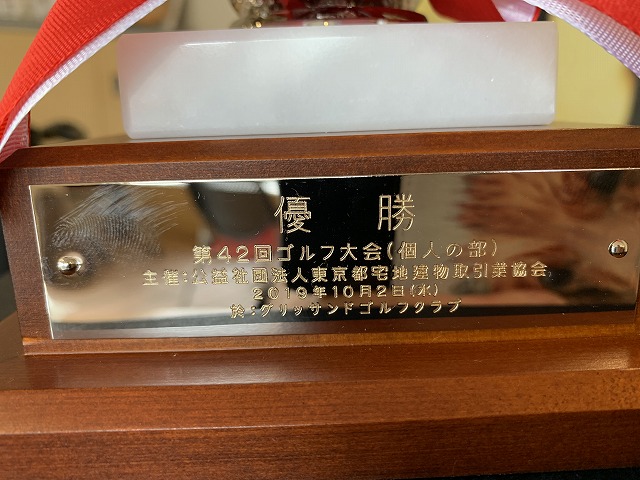 優勝
第42回ゴルフ大会(個人の部)
主催:公益社団法人東京都宅地建物取引業協会
2019年10月2日(水)
於:グリッサンドゴルフクラブ